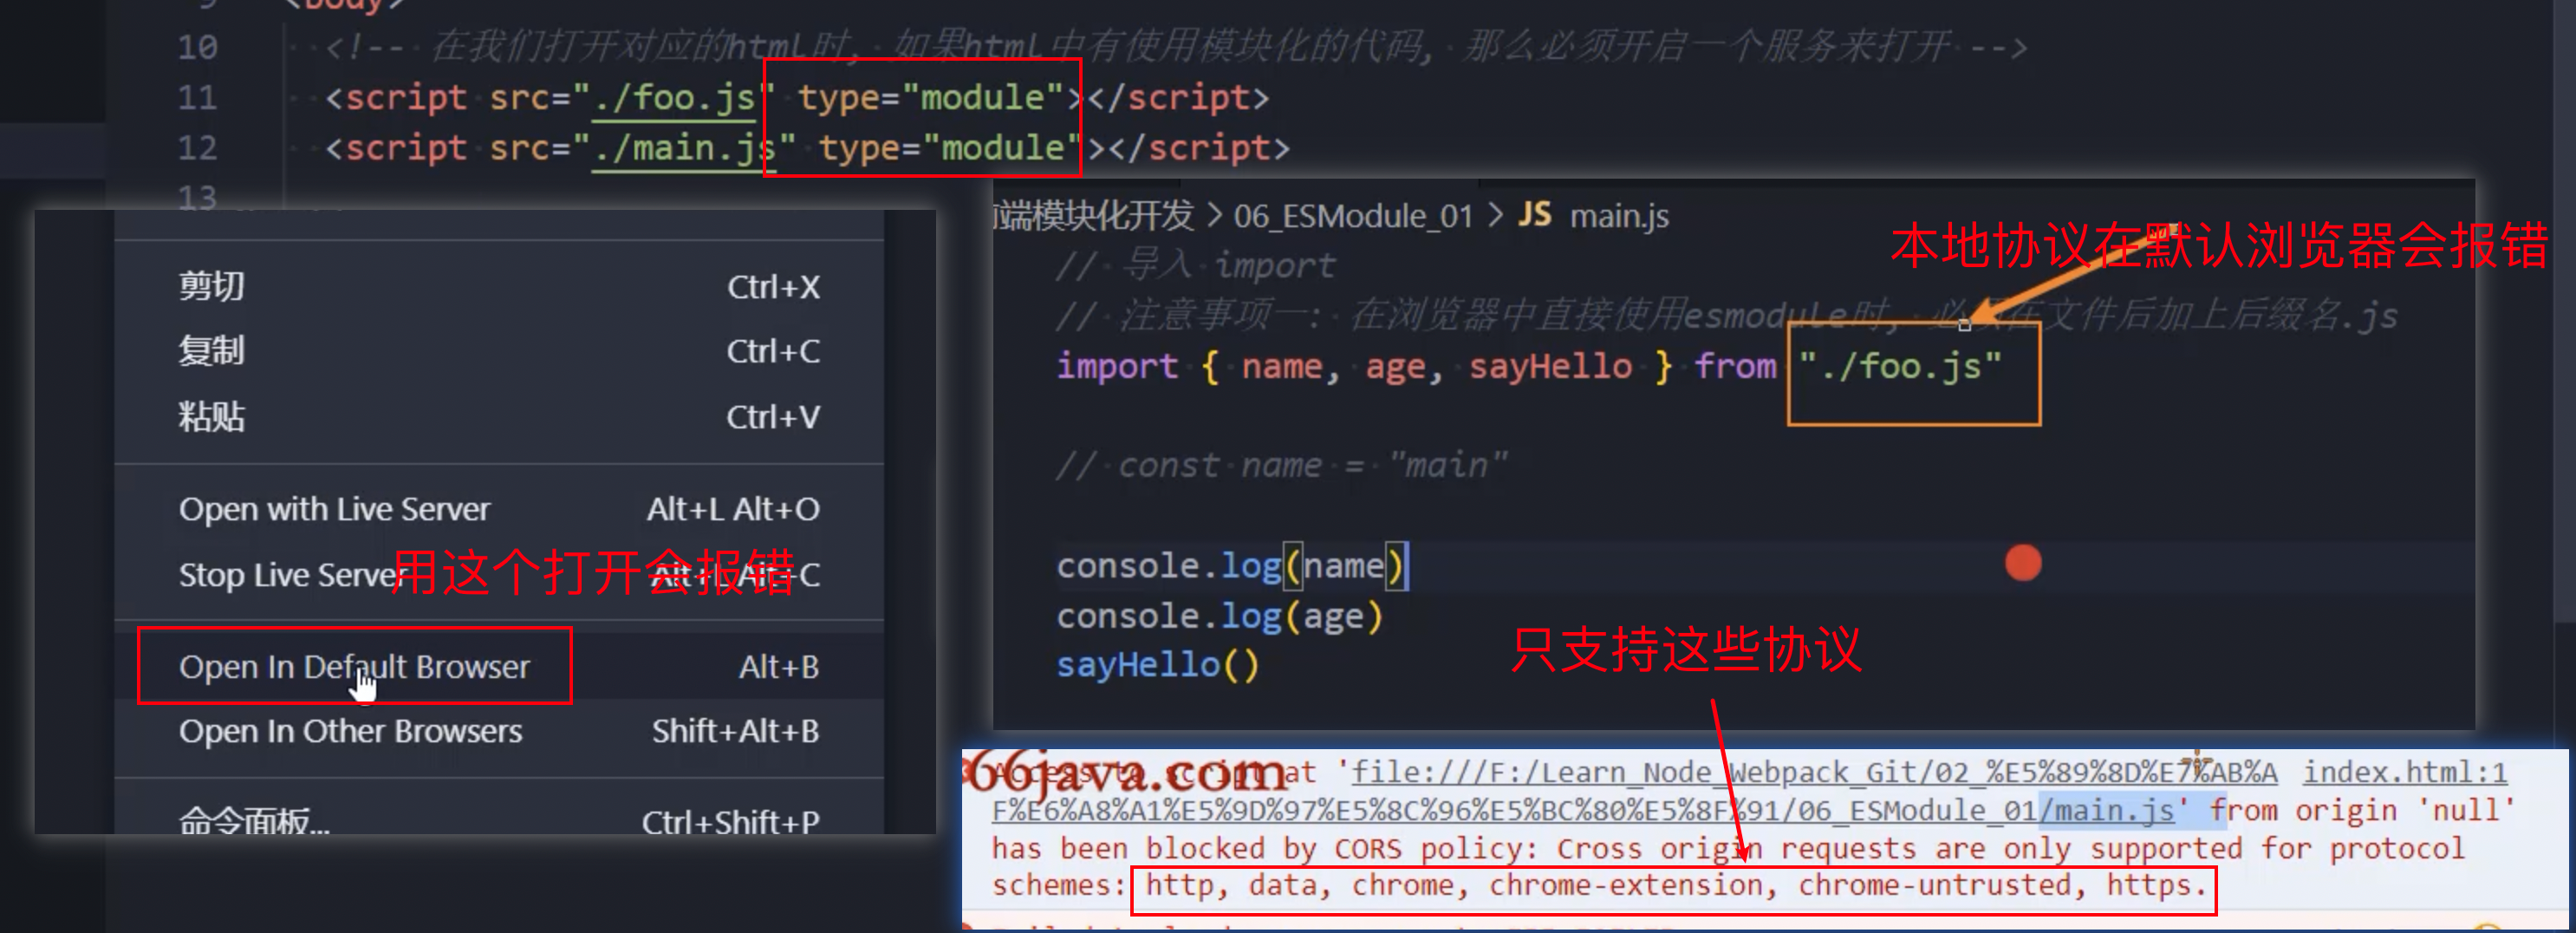 9 <body>
10 <!-- 在我们打开对应的html时, 如果html中有使用模块化的代码, 那么必须开启一个服务来打开 -->
11 <script src="./foo.js" type="module"></script>
12 <script src="./main.js" type="module"></script>
13
剪切 Ctrl+X
复制 Ctrl+C
粘贴 Ctrl+V
Open with Live Server Alt+L Alt+O
Stop Live Server Alt+L Alt+C
用这个打开会报错
Open In Default Browser Alt+B
Open In Other Browsers Shift+Alt+B
命令面板... Ctrl+Shift+P
端模块化开发 > 06_ESModule_01 > JS main.js
本地协议在默认浏览器会报错
// 导入 import
// 注意事项一: 在浏览器中直接使用esmodule时, 必须在文件后加上后缀名.js
import { name, age, sayHello } from "./foo.js"
// const name = "main"
console.log(name)
console.log(age)
sayHello()
只支持这些协议
66java.com
Access to script at 'file:///F:/Learn_Node_Webpack_Git/02_%E5%89%8D%E7%AB%A index.html:1
F%E6%A8%A1%E5%9D%97%E5%8C%96%E5%BC%80%E5%8F%91/06_ESModule_01/main.js' from origin 'null'
has been blocked by CORS policy: Cross origin requests are only supported for protocol
schemes: http, data, chrome, chrome-extension, chrome-untrusted, https.